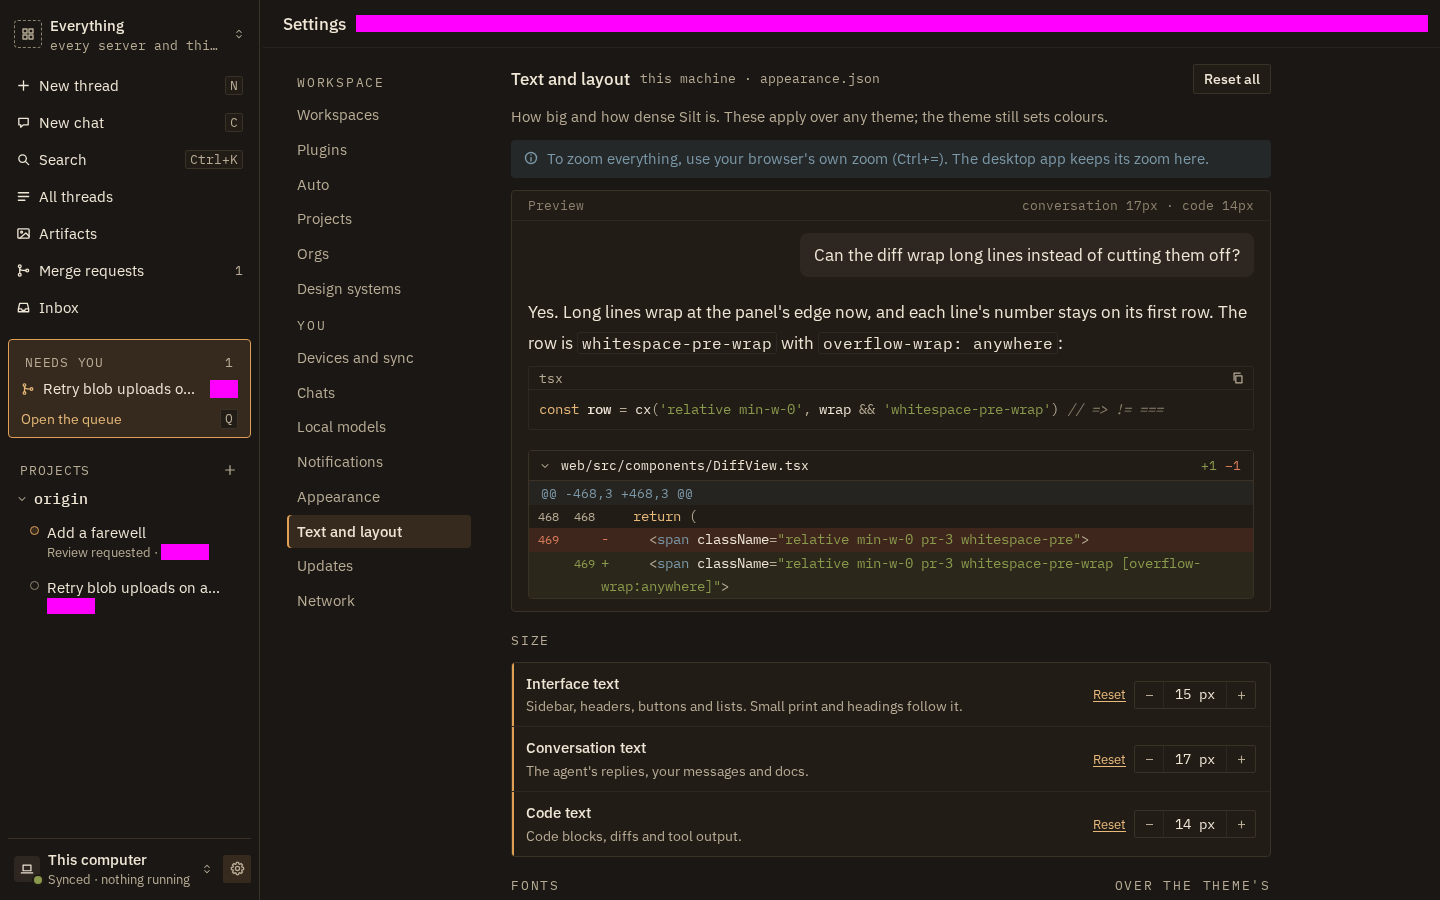 Everything
every server and thi…
New thread N
New chat C
Search Ctrl+K
All threads
Artifacts
Merge requests 1
Inbox
NEEDS YOU 1
Retry blob uploads o…
Open the queue Q
PROJECTS
origin
Add a farewell
Review requested ·
Retry blob uploads on a…
This computer
Synced · nothing running
Settings
WORKSPACE
Workspaces
Plugins
Auto
Projects
Orgs
Design systems
YOU
Devices and sync
Chats
Local models
Notifications
Appearance
Text and layout
Updates
Network
Text and layout this machine · appearance.json
Reset all
How big and how dense Silt is. These apply over any theme; the theme still sets colours.
To zoom everything, use your browser's own zoom (Ctrl+=). The desktop app keeps its zoom here.
Preview conversation 17px · code 14px
Can the diff wrap long lines instead of cutting them off?
Yes. Long lines wrap at the panel's edge now, and each line's number stays on its first row. The
row is whitespace-pre-wrap with overflow-wrap: anywhere:
tsx
const row = cx('relative min-w-0', wrap && 'whitespace-pre-wrap') // => != ===
web/src/components/DiffView.tsx +1 −1
@@ -468,3 +468,3 @@
468 468 return (
469 - <span className="relative min-w-0 pr-3 whitespace-pre">
469 + <span className="relative min-w-0 pr-3 whitespace-pre-wrap [overflow-
wrap:anywhere]">
SIZE
Interface text
Sidebar, headers, buttons and lists. Small print and headings follow it.
Reset − 15 px +
Conversation text
The agent's replies, your messages and docs.
Reset − 17 px +
Code text
Code blocks, diffs and tool output.
Reset − 14 px +
FONTS OVER THE THEME'S